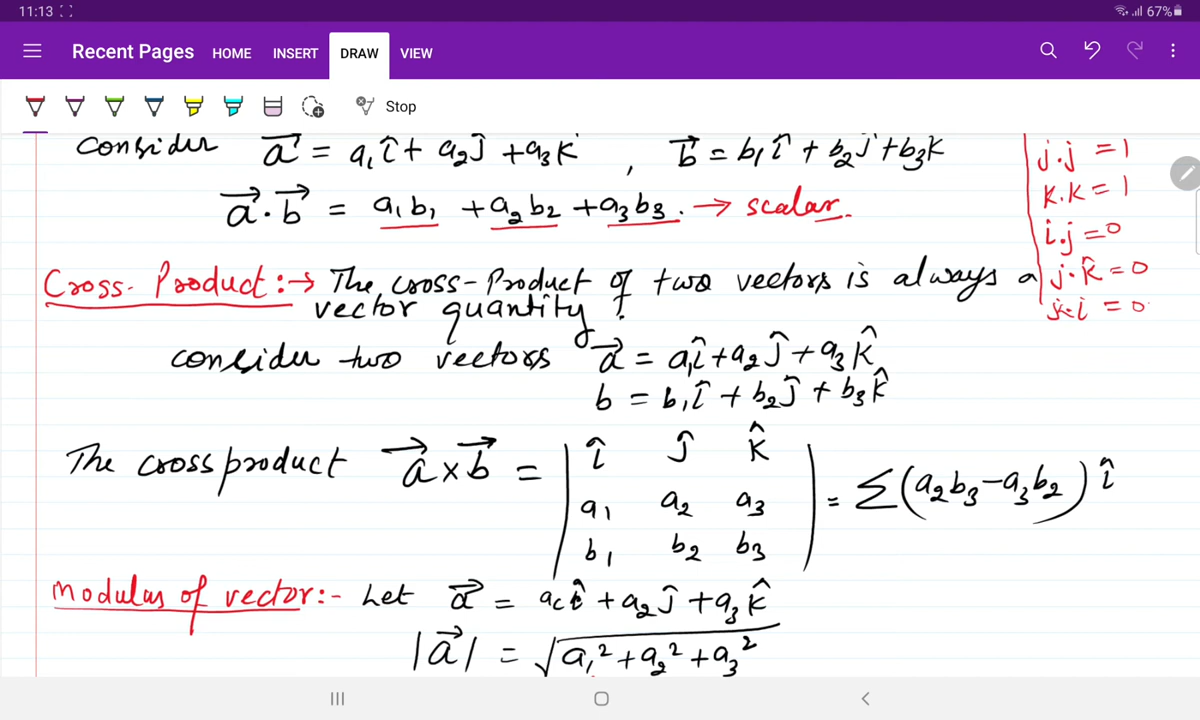 11:13 67%
Recent Pages HOME INSERT DRAW VIEW
Stop
Consider a⃗ = a₁î + a₂ĵ + a₃k , b⃗ = b₁î + b₂ĵ + b₃k
a⃗.b⃗ = a₁b₁ + a₂b₂ + a₃b₃. → scalar.
j.j = 1
k.k = 1
i.j = 0
j.k̂ = 0
k.i = 0
Cross-Product:→ The cross-Product of two vectors is always a
vector quantity.
consider two vectors a⃗ = a₁î + a₂ĵ + a₃k̂
b = b₁î + b₂ĵ + b₃k̂
The cross product a⃗ × b⃗ = | î ĵ k̂
a₁ a₂ a₃
b₁ b₂ b₃ | = Σ(a₂b₃ - a₃b₂) î
Modulus of vector:- Let a⃗ = a₁î + a₂ĵ + a₃k̂
|a⃗| = √a₁² + a₂² + a₃²